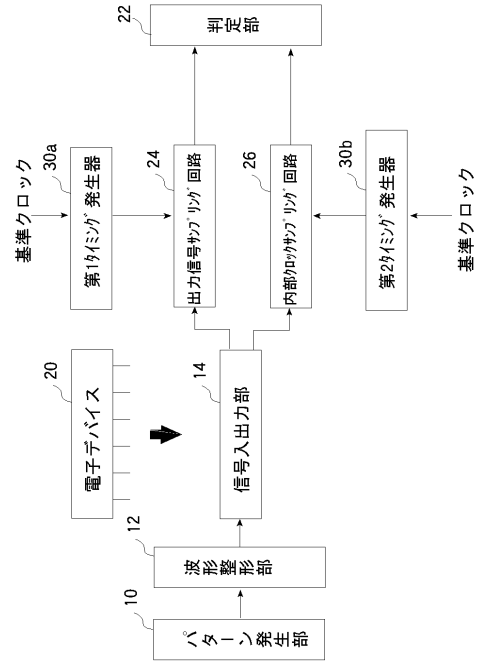 10
パターン発生部
12
波形整形部
20
電子デバイス
14
信号入出力部
基準クロック
30a
第1タイミング発生器
24
出力信号サンプリング回路
26
内部クロックサンプリング回路
30b
第2タイミング発生器
基準クロック
22
判定部